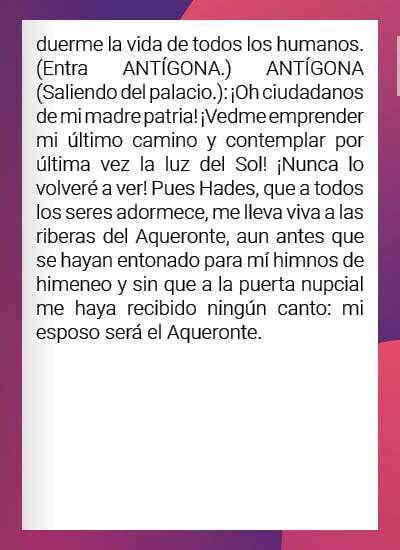 duerme la vida de todos los humanos.
(Entra ANTÍGONA.) ANTÍGONA
(Saliendo del palacio.): ¡Oh ciudadanos
de mi madre patria! ¡Vedme emprender
mi último camino y contemplar por
última vez la luz del Sol! ¡Nunca lo
volveré a ver! Pues Hades, que a todos
los seres adormece, me lleva viva a las
riberas del Aqueronte, aun antes que
se hayan entonado para mí himnos de
himeneo y sin que a la puerta nupcial
me haya recibido ningún canto: mi
esposo será el Aqueronte.